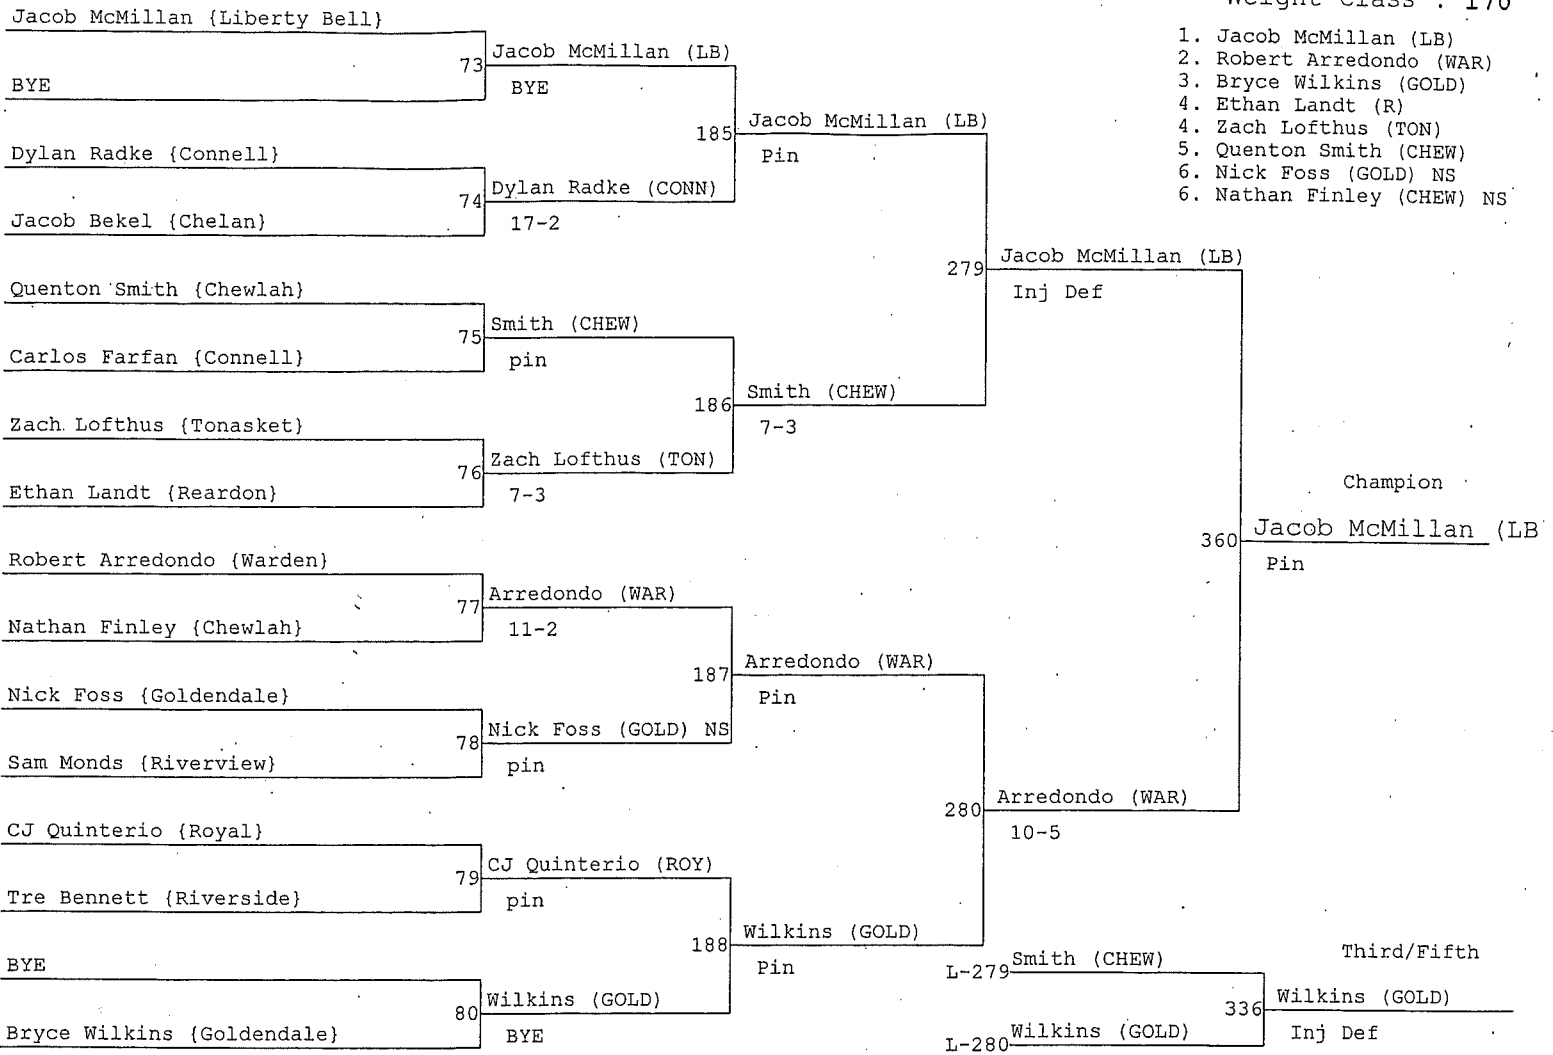 Weight Class : 170
1. Jacob McMillan (LB)
2. Robert Arredondo (WAR)
3. Bryce Wilkins (GOLD)
4. Ethan Landt (R)
4. Zach Lofthus (TON)
5. Quenton Smith (CHEW)
6. Nick Foss (GOLD) NS
6. Nathan Finley (CHEW) NS
Jacob McMillan {Liberty Bell}
BYE
Dylan Radke {Connell}
Jacob Bekel {Chelan}
Quenton Smith {Chewlah}
Carlos Farfan {Connell}
Zach Lofthus {Tonasket}
Ethan Landt {Reardon}
Robert Arredondo {Warden}
Nathan Finley {Chewlah}
Nick Foss {Goldendale}
Sam Monds {Riverview}
CJ Quinterio {Royal}
Tre Bennett {Riverside}
BYE
Bryce Wilkins {Goldendale}
73 Jacob McMillan (LB)
BYE
74 Dylan Radke (CONN)
17-2
75 Smith (CHEW)
pin
76 Zach Lofthus (TON)
7-3
77 Arredondo (WAR)
11-2
78 Nick Foss (GOLD) NS
pin
79 CJ Quinterio (ROY)
pin
80 Wilkins (GOLD)
BYE
185 Jacob McMillan (LB)
Pin
186 Smith (CHEW)
7-3
187 Arredondo (WAR)
Pin
188 Wilkins (GOLD)
Pin
279 Jacob McMillan (LB)
Inj Def
280 Arredondo (WAR)
10-5
Champion
360 Jacob McMillan (LB
Pin
Third/Fifth
L-279 Smith (CHEW)
L-280 Wilkins (GOLD)
336 Wilkins (GOLD)
Inj Def